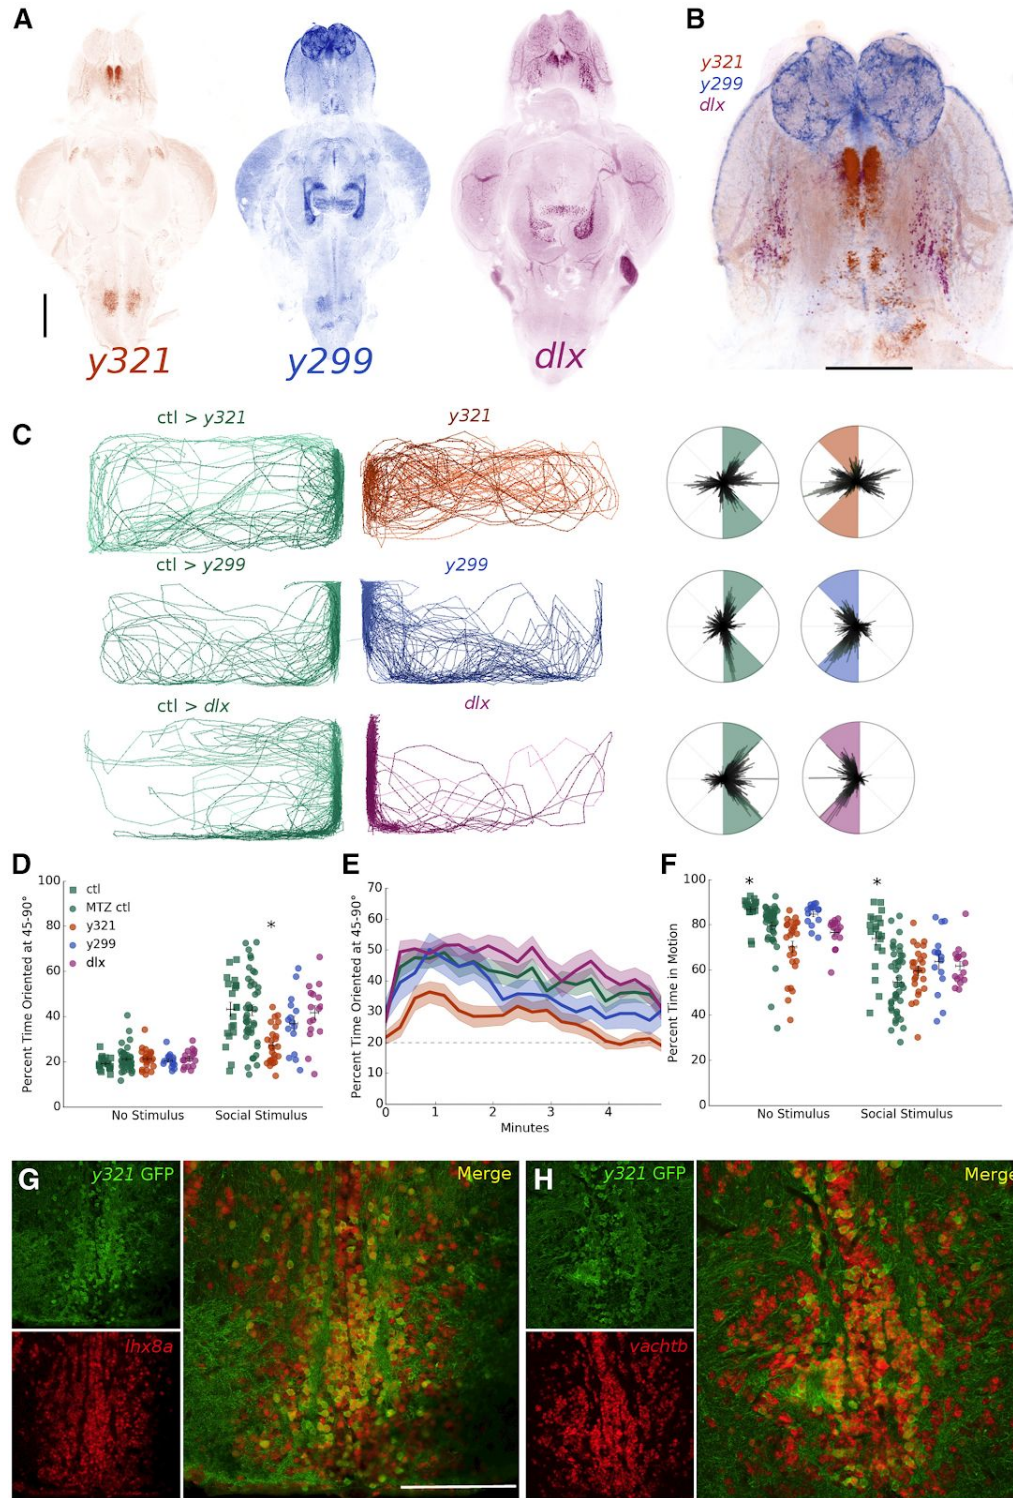 A
B
y321
y299
dlx
y321
y299
dlx
C
ctl > y321
y321
ctl > y299
y299
ctl > dlx
dlx
D
E
F
Percent Time Oriented at 45-90°
100
80
60
40
20
0
ctl
MTZ ctl
y321
y299
dlx
*
No Stimulus
Social Stimulus
Percent Time Oriented at 45-90°
70
60
50
40
30
20
10
0
0
1
2
3
4
Minutes
Percent Time in Motion
100
80
60
40
20
0
*
*
No Stimulus
Social Stimulus
G
y321 GFP
Merge
lhx8a
H
y321 GFP
Merge
vachtb